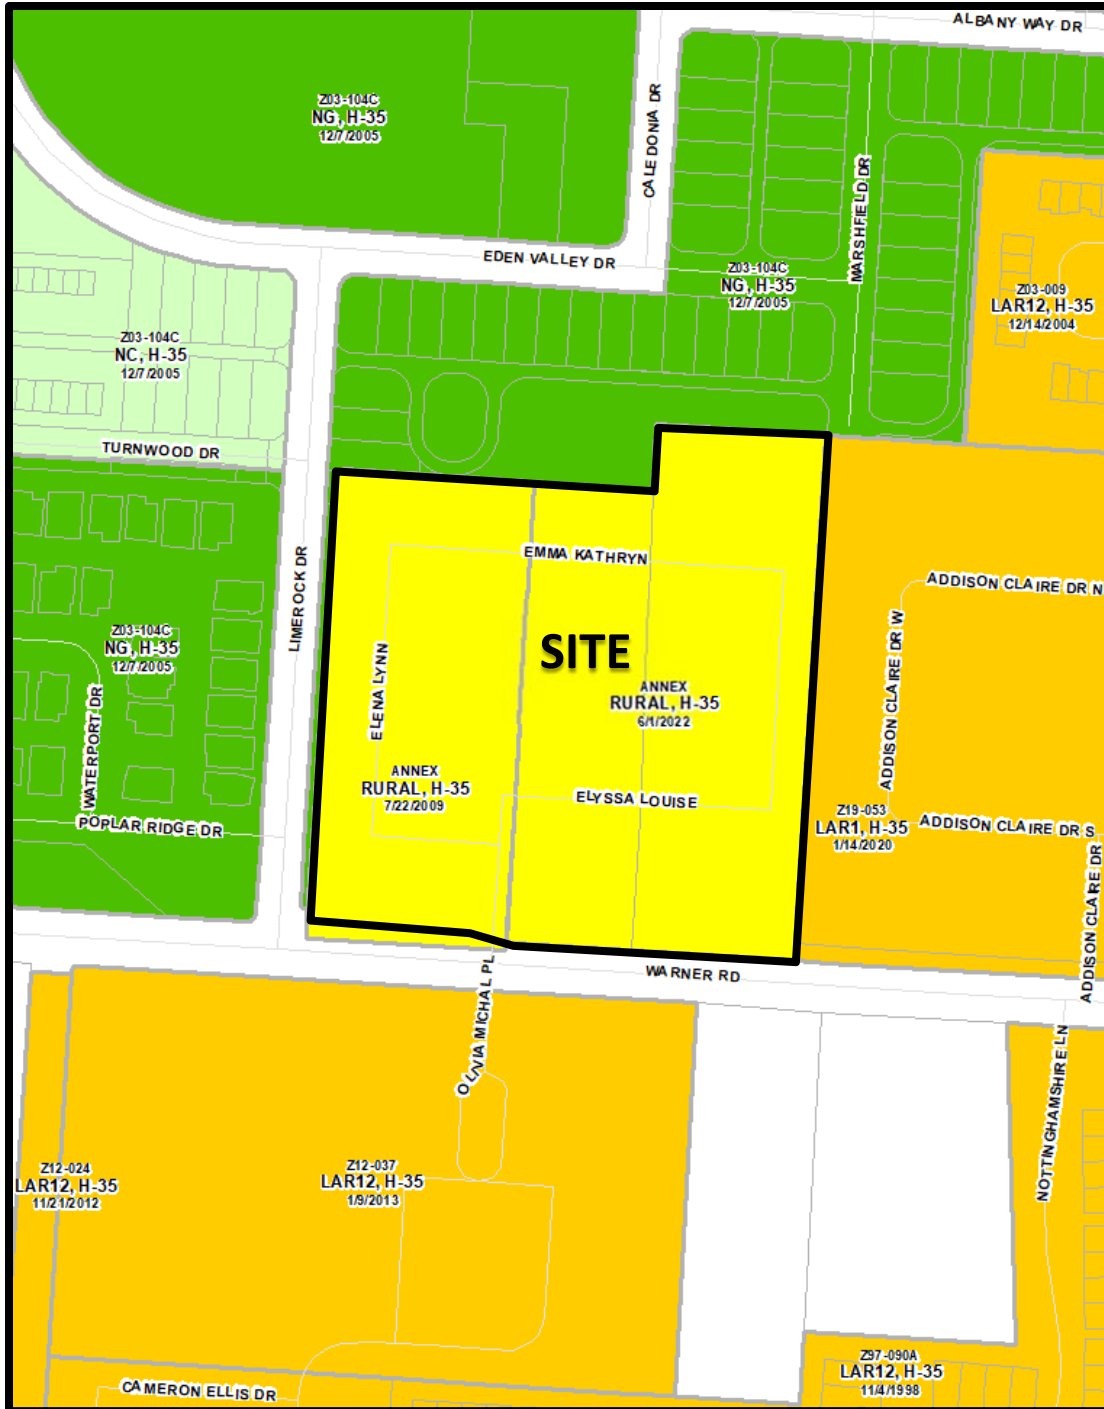 ALBANY WAY DR
Z03-104C
NG, H-35
12/7/2005
CALEDONIA DR
MARSHFIELD DR
EDEN VALLEY DR
Z03-104C
NG, H-35
12/7/2005
Z03-009
LAR12, H-35
12/14/2004
Z03-104C
NC, H-35
12/7/2005
TURNWOOD DR
LIMEROCK DR
EMMA KATHRYN
ADDISON CLAIRE DR N
ADDISON CLAIRE DR W
Z03-104C
NG, H-35
12/7/2005
SITE
ELENA LYNN
ANNEX
RURAL, H-35
6/1/2022
WATERPORT DR
ANNEX
RURAL, H-35
7/22/2009
ELYSSA LOUISE
POPLAR RIDGE DR
Z19-053
LAR1, H-35
1/14/2020
ADDISON CLAIRE DR S
ADDISON CLAIRE DR
WARNER RD
OLIVIA MICHAL PL
NOTTINGHAMSHIRE LN
Z12-024
LAR12, H-35
11/21/2012
Z12-037
LAR12, H-35
1/9/2013
Z97-090A
LAR12, H-35
11/4/1998
CAMERON ELLIS DR